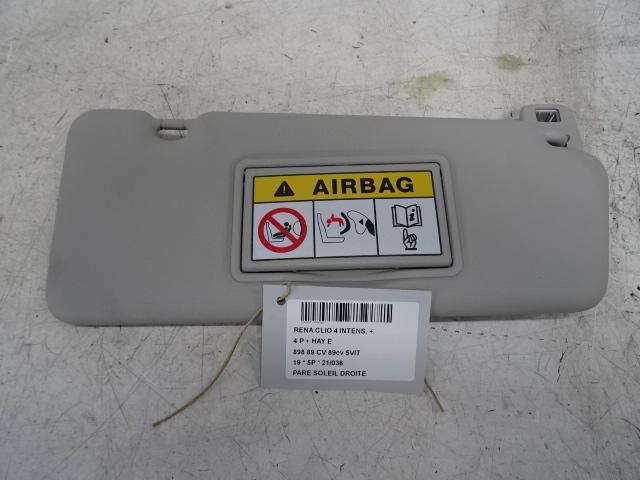 AIRBAG
RENA CLIO 4 INTENS. +
4 P + HAY E
898 89 CV 89cv 5VIT
19 * 5P * 21/036
PARE SOLEIL DROITE